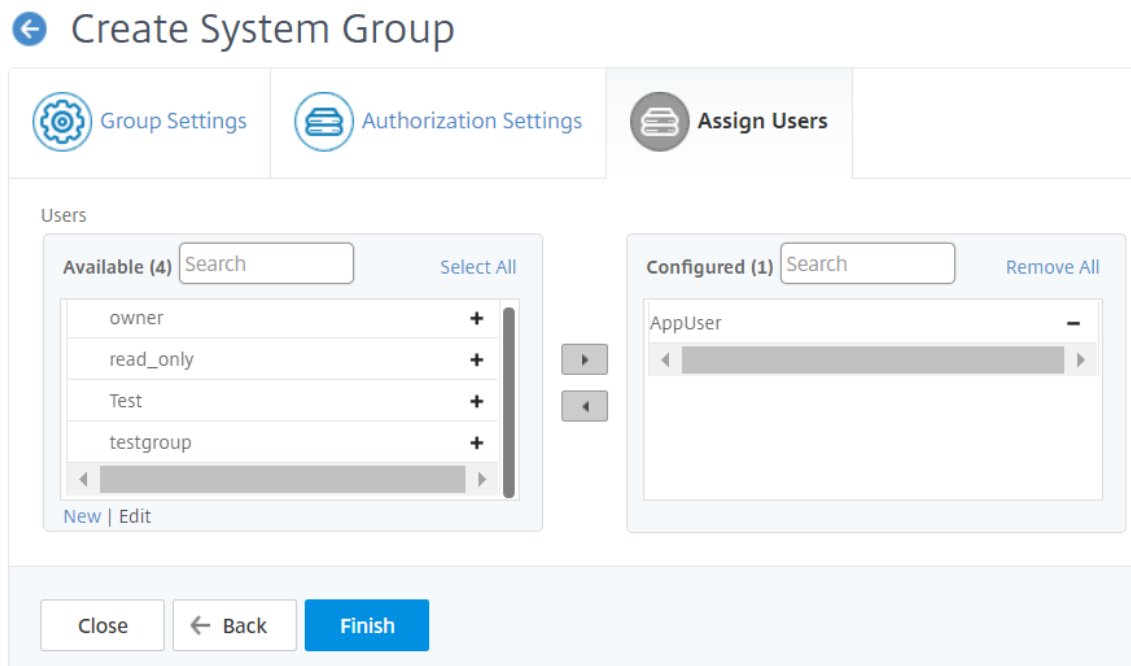 Create System Group
Group Settings
Authorization Settings
Assign Users
Users
Available (4) Search Select All
owner
read_only
Test
testgroup
New | Edit
Configured (1) Search Remove All
AppUser
Close
Back
Finish